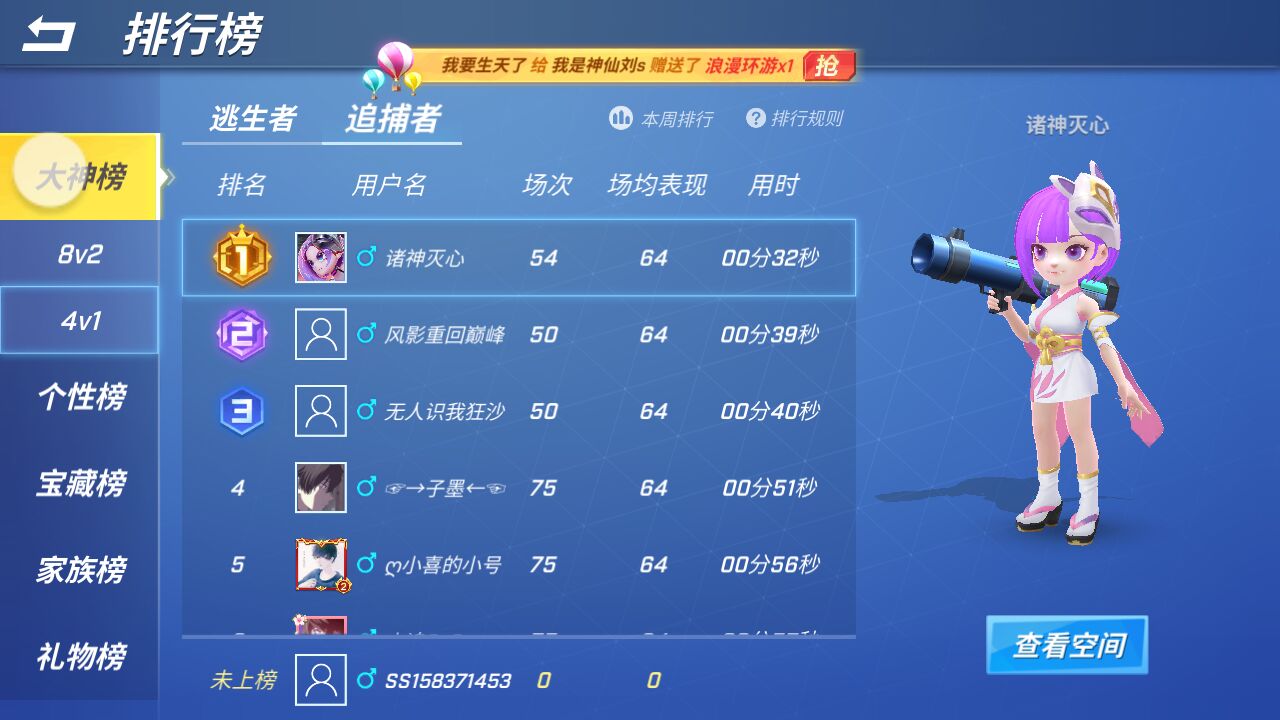 排行榜
我要生天了 给 我是神仙刘s 赠送了 浪漫环游x1 抢
逃生者 追捕者 本周排行 ? 排行规则
诸神灭心
大神榜
8v2
4v1
个性榜
宝藏榜
家族榜
礼物榜
排名 用户名 场次 场均表现 用时
1 诸神灭心 54 64 00分32秒
2 风影重回巅峰 50 64 00分39秒
3 无人识我狂沙 50 64 00分40秒
4 ☞→子墨←☜ 75 64 00分51秒
5 ღ小喜的小号 75 64 00分56秒
2
未上榜 SS158371453 0 0
查看空间